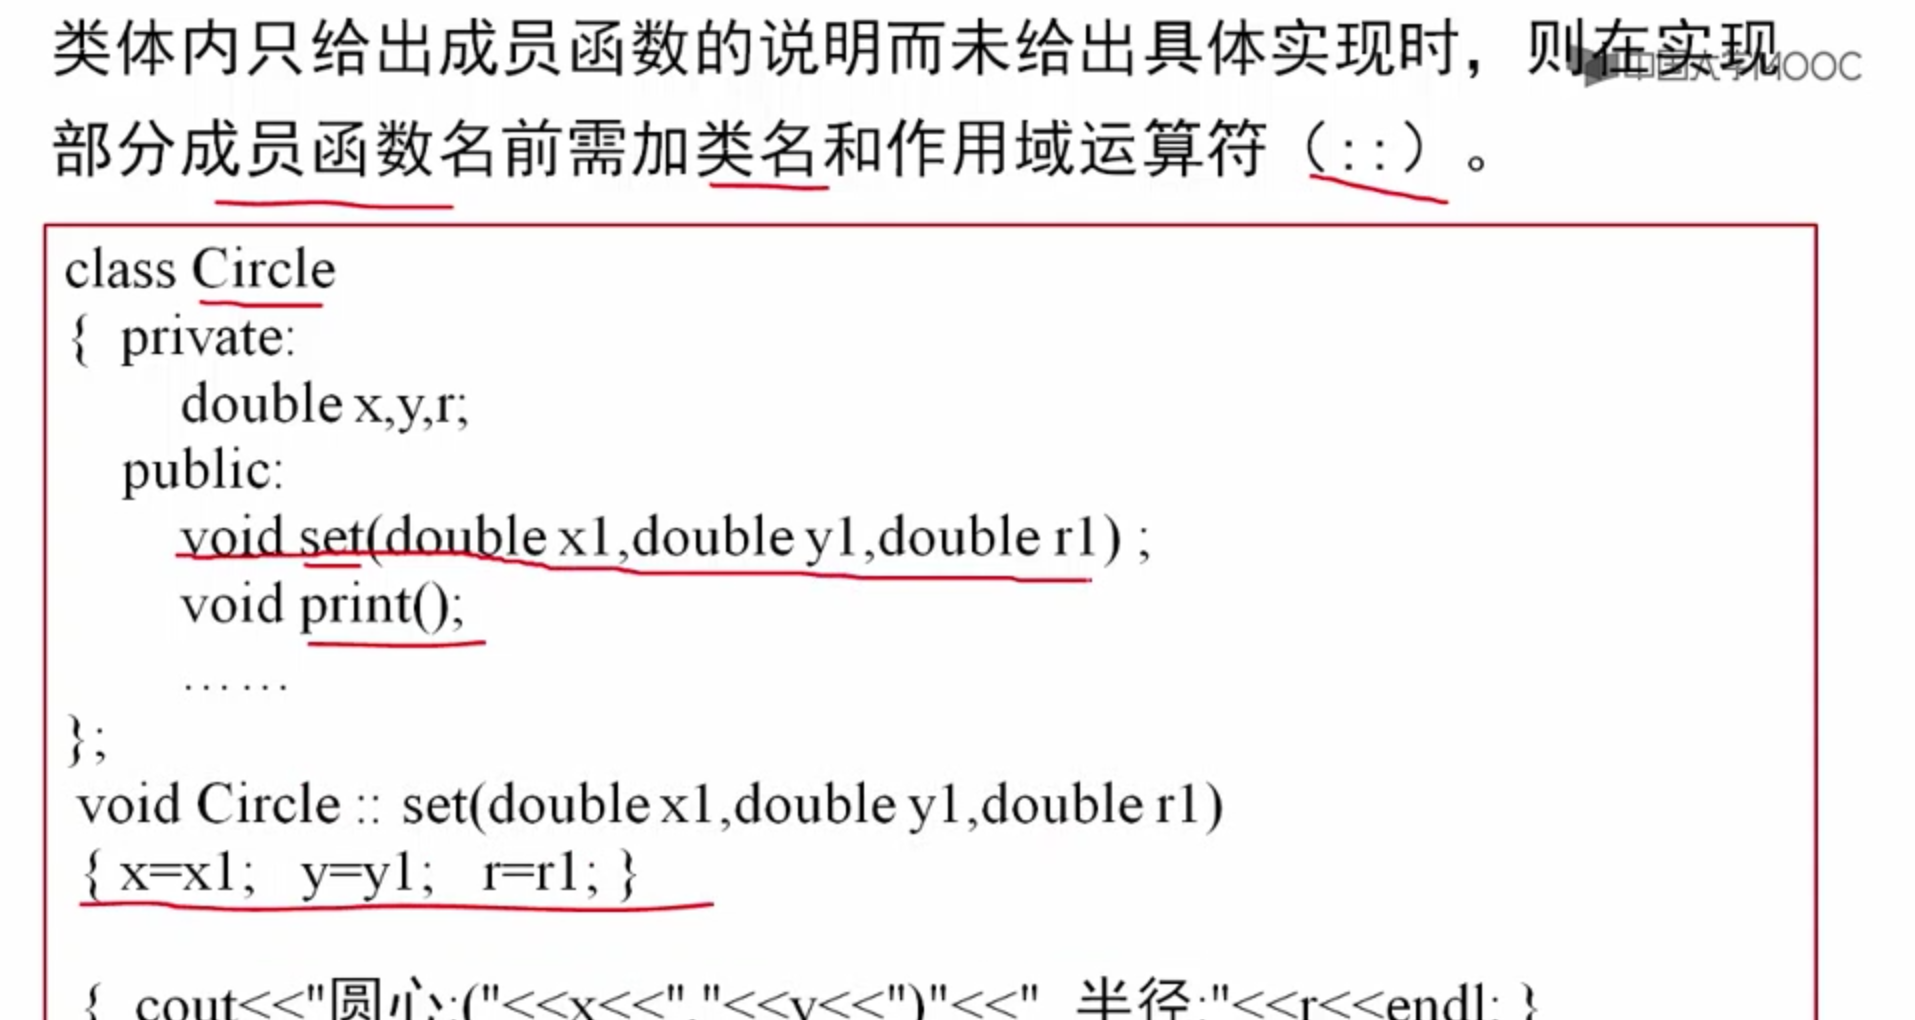 类体内只给出成员函数的说明而未给出具体实现时，则在实现
中国大学MOOC
部分成员函数名前需加类名和作用域运算符（::）。
class Circle
{ private:
double x,y,r;
public:
void set(double x1,double y1,double r1) ;
void print();
……
};
void Circle :: set(double x1,double y1,double r1)
{ x=x1; y=y1; r=r1; }
{ cout<<"圆心:("<<x<<","<<y<<")"<<" 半径:"<<r<<endl; }